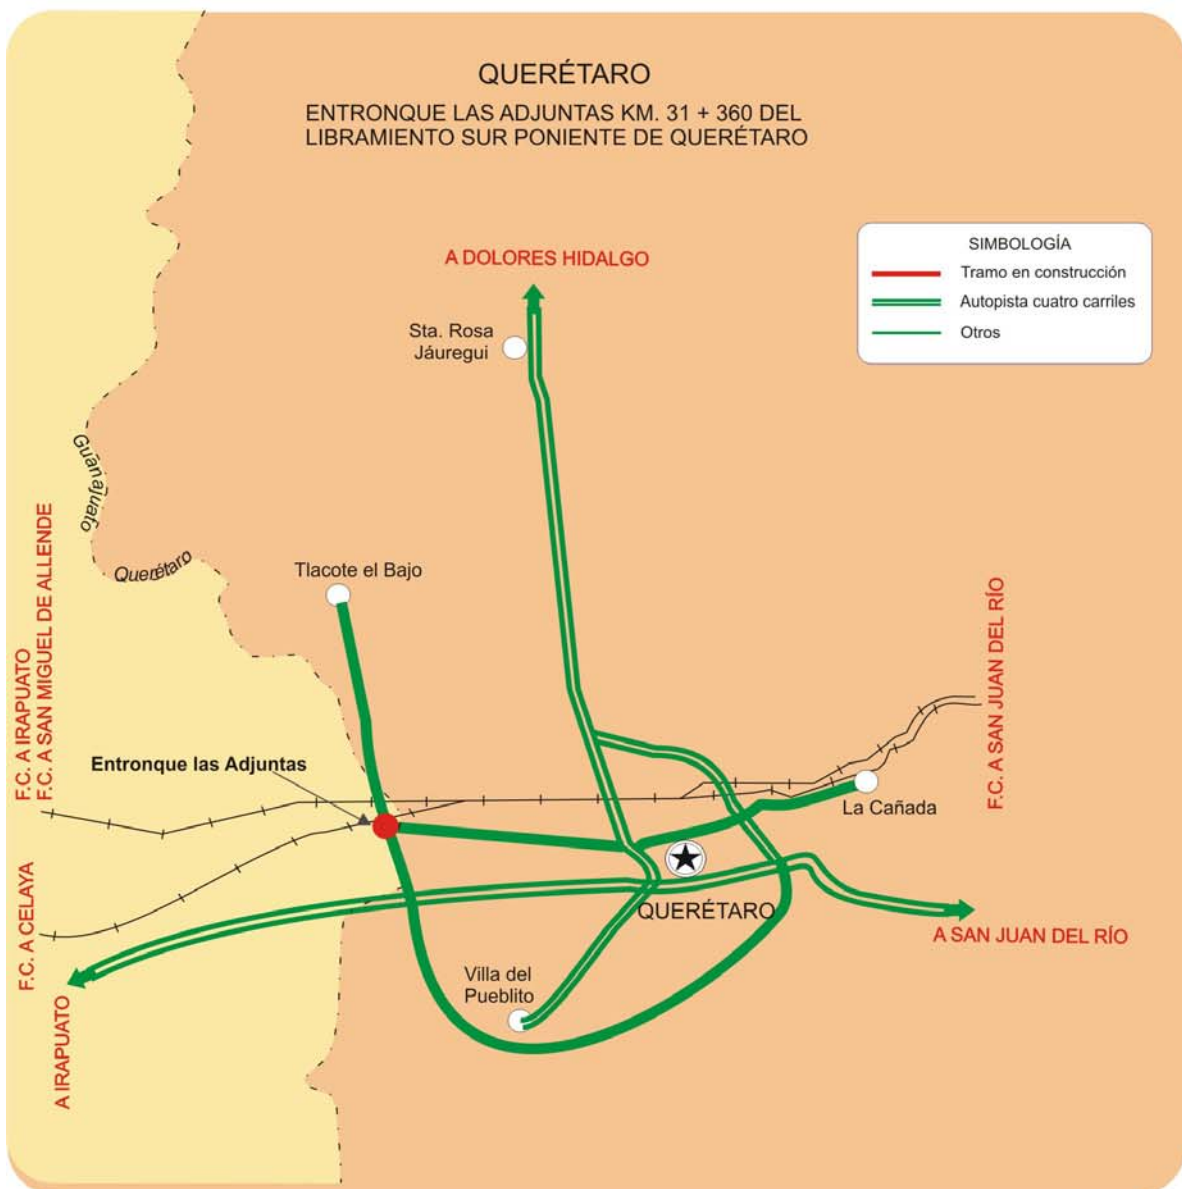 QUERÉTARO
ENTRONQUE LAS ADJUNTAS KM. 31 + 360 DEL
LIBRAMIENTO SUR PONIENTE DE QUERÉTARO
SIMBOLOGÍA
Tramo en construcción
Autopista cuatro carriles
Otros
A DOLORES HIDALGO
Sta. Rosa
Jáuregui
Guanajuato
Querétaro
Tlacote el Bajo
F.C. A IRAPUATO
F.C. A SAN MIGUEL DE ALLENDE
F.C. A SAN JUAN DEL RÍO
Entronque las Adjuntas
La Cañada
QUERÉTARO
F.C. A CELAYA
A SAN JUAN DEL RÍO
Villa del
Pueblito
A IRAPUATO